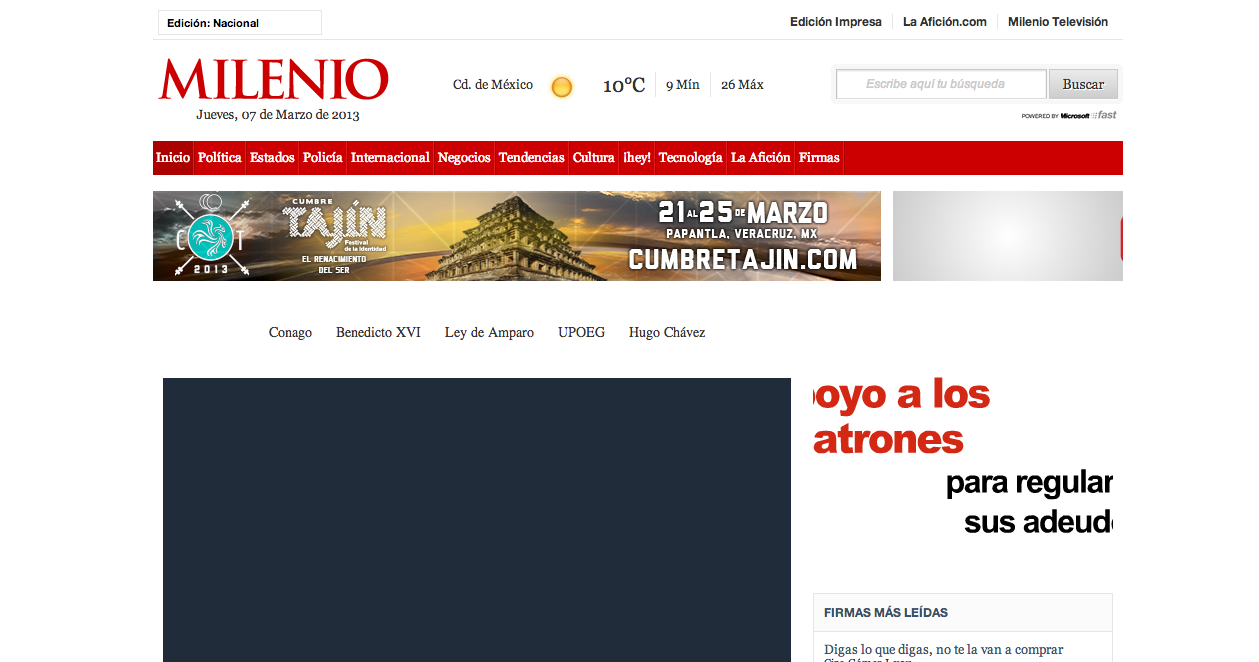 Edición: Nacional
Edición Impresa
La Afición.com
Milenio Televisión
MILENIO
Jueves, 07 de Marzo de 2013
Cd. de México
10°C
9 Mín
26 Máx
Escribe aquí tu búsqueda
Buscar
POWERED BY Microsoft fast
Inicio Política Estados Policía Internacional Negocios Tendencias Cultura ¡hey! Tecnología La Afición Firmas
C T
2013
CUMBRE
TAJÍN
Festival
de la Identidad
EL RENACIMIENTO
DEL SER
21 AL 25 DE MARZO
PAPANTLA, VERACRUZ, MX
CUMBRETAJIN.COM
Conago Benedicto XVI Ley de Amparo UPOEG Hugo Chávez
oyo a los
atrones
para regular
sus adeud
FIRMAS MÁS LEÍDAS
Digas lo que digas, no te la van a comprar